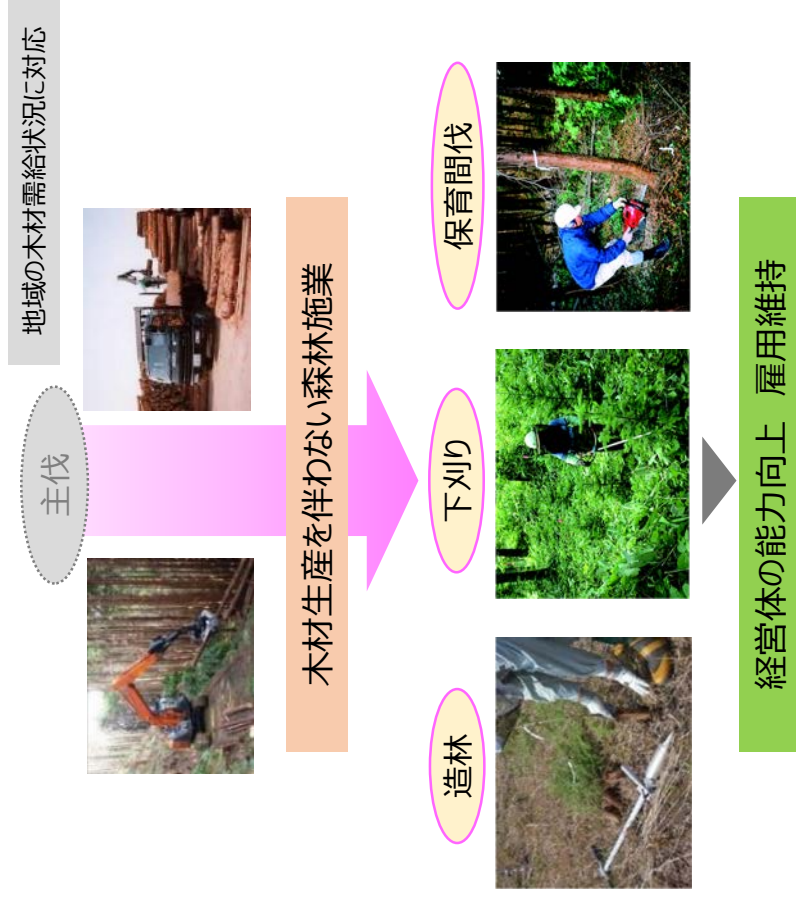 地域の木材需給状況に対応
主伐
木材生産を伴わない森林施業
造林
下刈り
保育間伐
経営体の能力向上　雇用維持